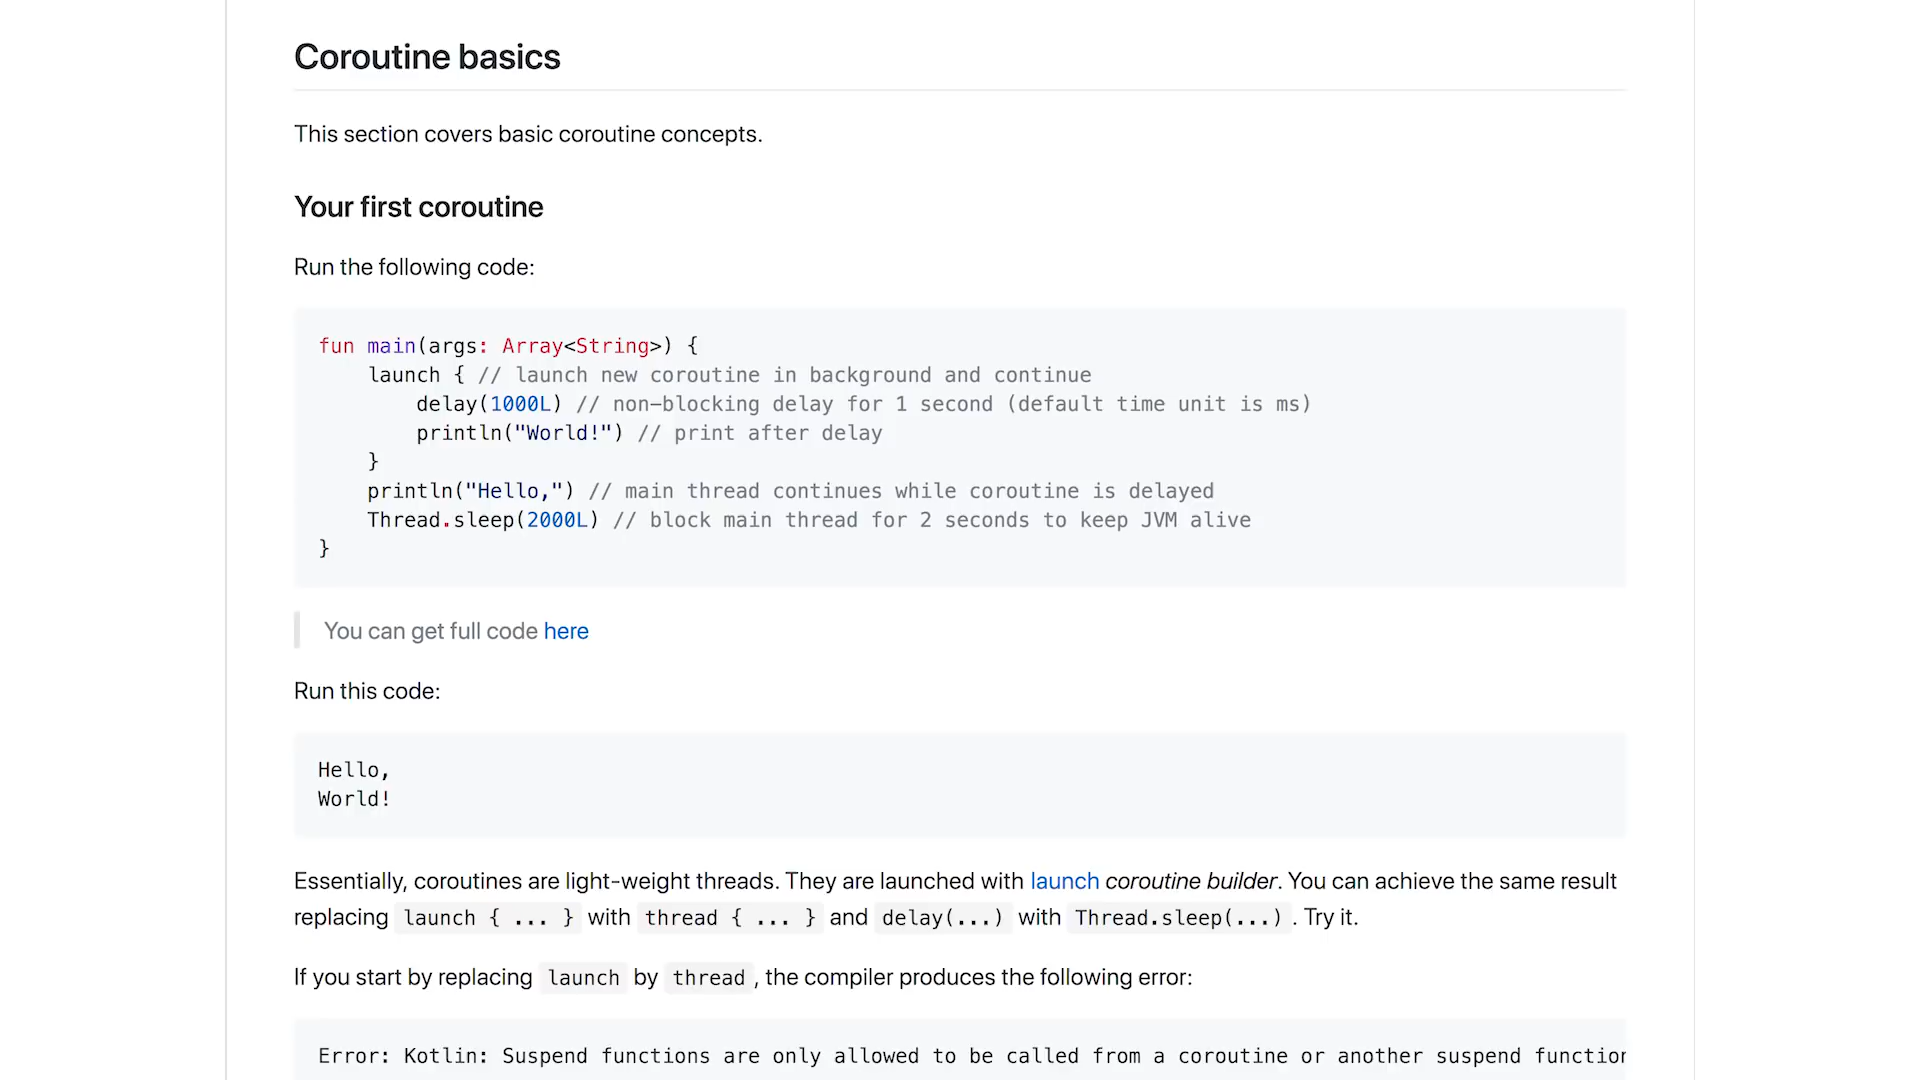 Coroutine basics
This section covers basic coroutine concepts.
Your first coroutine
Run the following code:
fun main(args: Array<String>) {
    launch { // launch new coroutine in background and continue
        delay(1000L) // non-blocking delay for 1 second (default time unit is ms)
        println("World!") // print after delay
    }
    println("Hello,") // main thread continues while coroutine is delayed
    Thread.sleep(2000L) // block main thread for 2 seconds to keep JVM alive
}
You can get full code here
Run this code:
Hello,
World!
Essentially, coroutines are light-weight threads. They are launched with launch coroutine builder. You can achieve the same result
replacing launch { ... } with thread { ... } and delay(...) with Thread.sleep(...) . Try it.
If you start by replacing launch by thread , the compiler produces the following error:
Error: Kotlin: Suspend functions are only allowed to be called from a coroutine or another suspend function